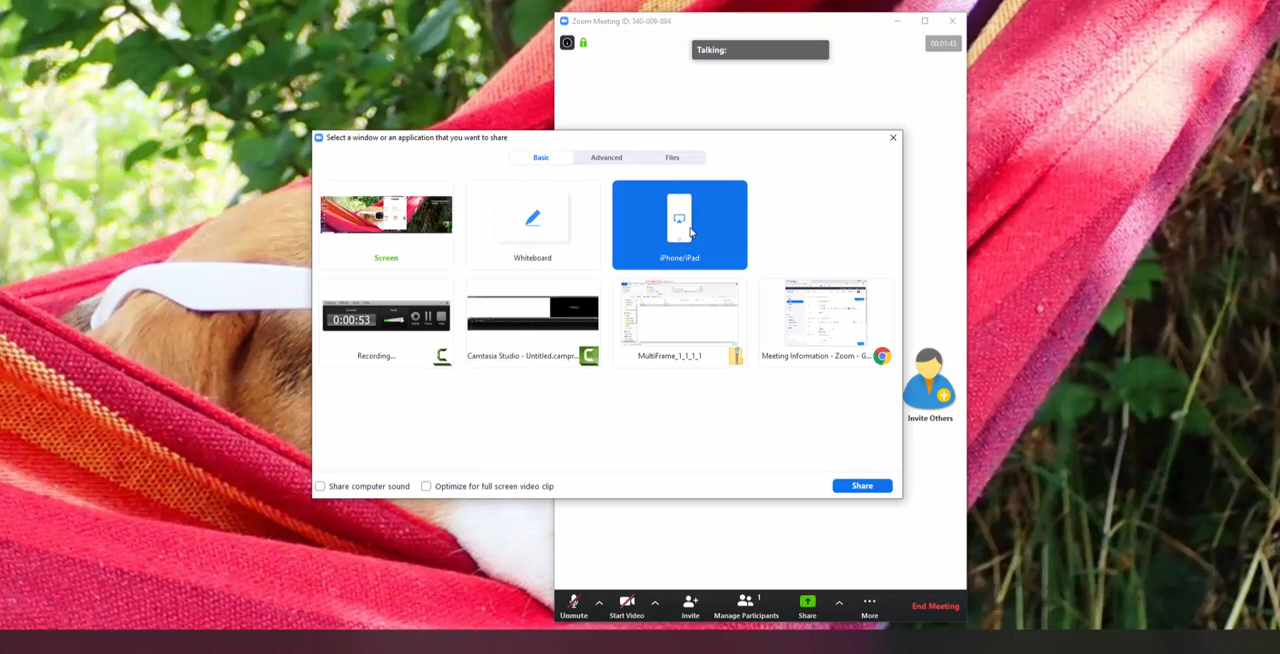 Zoom Meeting ID: 340-009-884
Talking:
00:01:43
Select a window or an application that you want to share
Basic
Advanced
Files
Screen
Whiteboard
iPhone/iPad
0:00:53
Recording...
Camtasia Studio - Untitled.campr...
MultiFrame_1_1_1_1
Meeting Information - Zoom - G...
Invite Others
Share computer sound
Optimize for full screen video clip
Share
Unmute
Start Video
Invite
1
Manage Participants
Share
More
End Meeting